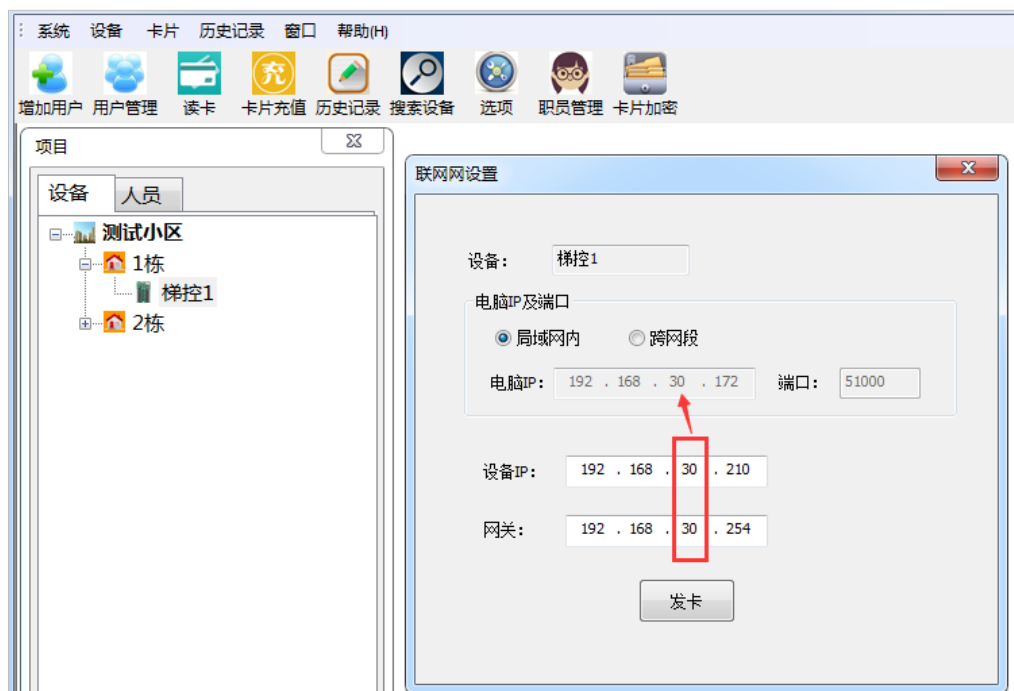 系统 设备 卡片 历史记录 窗口 帮助(H)
增加用户 用户管理 读卡 卡片充值 历史记录 搜索设备 选项 职员管理 卡片加密
充
项目
设备 人员
测试小区
1栋
梯控1
2栋
联网网设置
设备: 梯控1
电脑IP及端口
局域网内 跨网段
电脑IP: 192 . 168 . 30 . 172 端口: 51000
设备IP: 192 . 168 . 30 . 210
网关: 192 . 168 . 30 . 254
发卡